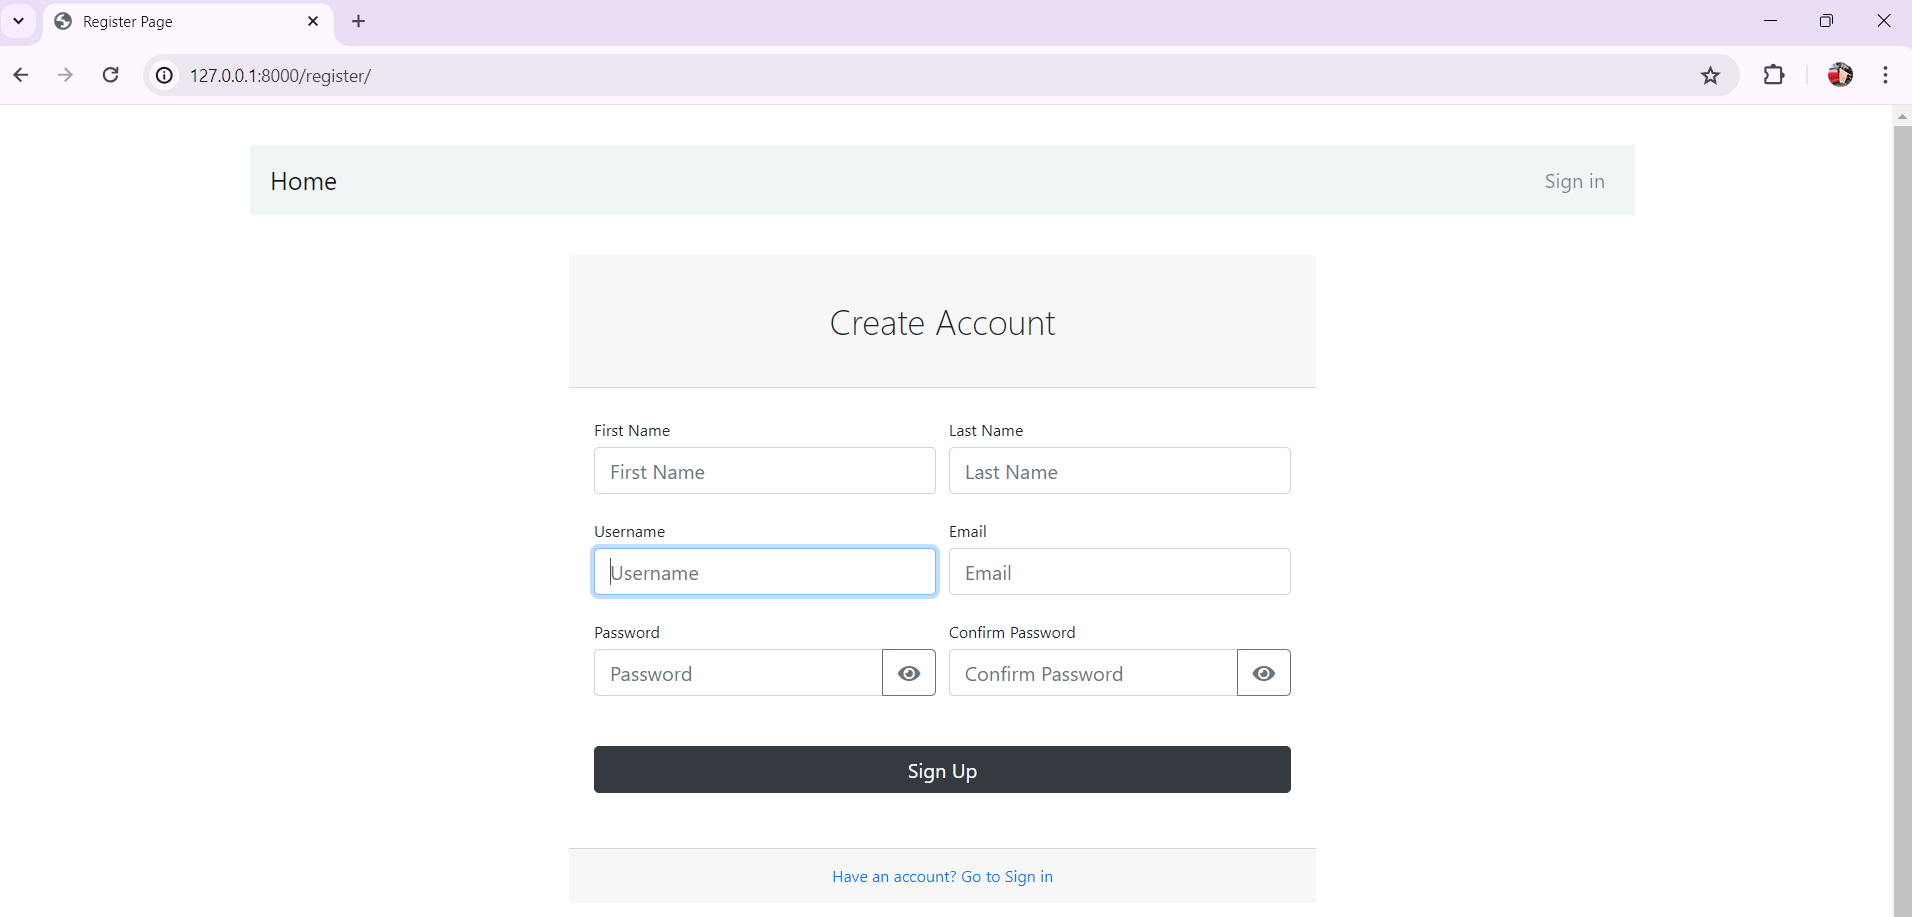 Register Page
127.0.0.1:8000/register/
Home Sign in
Create Account
First Name Last Name
First Name Last Name
Username Email
Username Email
Password Confirm Password
Password Confirm Password
Sign Up
Have an account? Go to Sign in